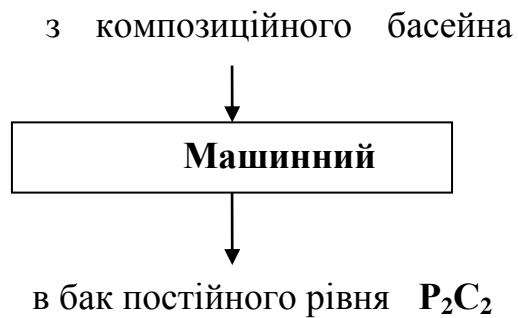 з композиційного басейна
Машинний
в бак постійного рівня P₂C₂